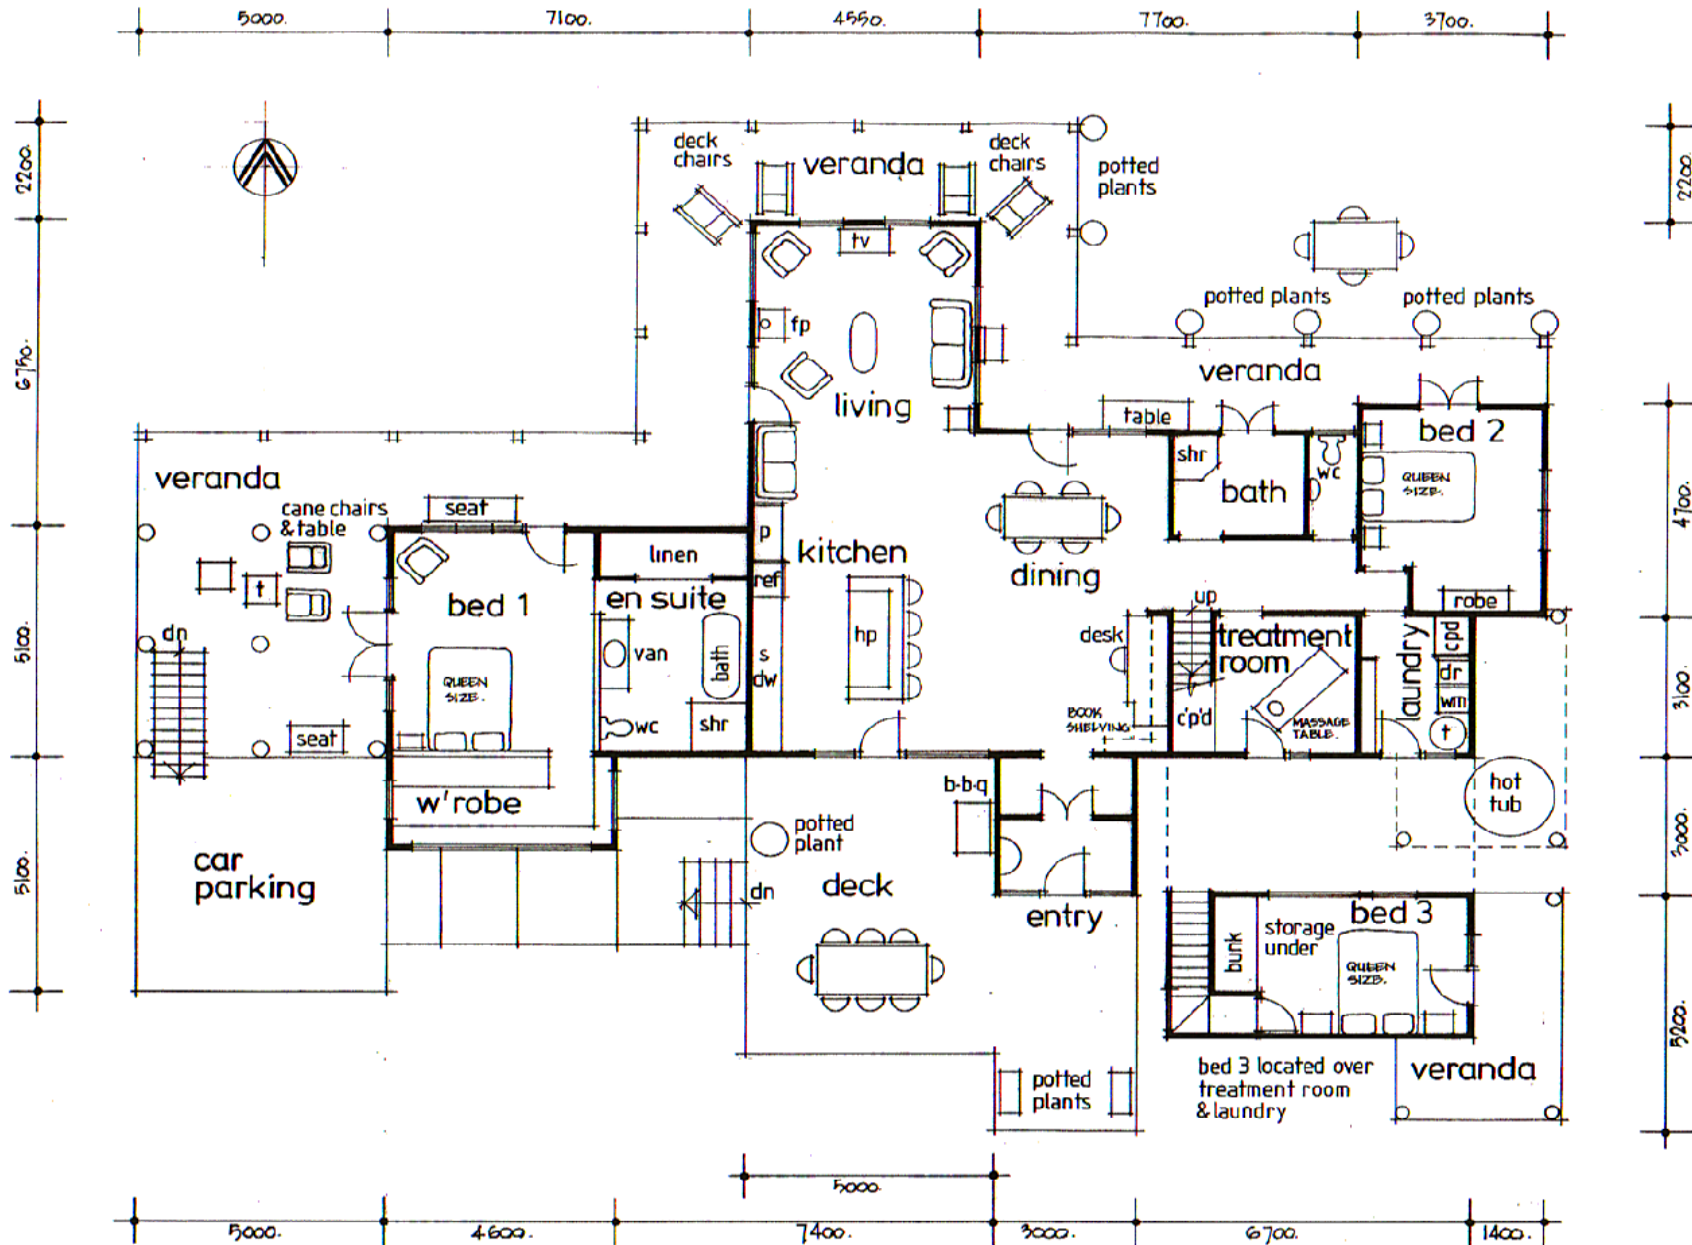 5000.
7100.
4550.
7700.
3700.
2200
6750.
5100
5100
2200
4700
3100
3000
5200
deck
chairs
veranda
deck
chairs
potted
plants
tv
fp
living
potted plants
potted plants
veranda
table
bed 2
shr
bath
wc
QUEEN
SIZE.
robe
veranda
cane chairs
& table
seat
t
dn
seat
linen
bed 1
en suite
van
bath
QUEEN
SIZE.
wc
shr
p
ref
kitchen
hp
s
dw
dining
up
desk
BOOK
SHELVING
c'p'd
treatment
room
MASSAGE
TABLE.
laundry
cpd
dr
wm
t
hot
tub
w'robe
car
parking
b-b-q
potted
plant
deck
dn
entry
bed 3
storage
under
bunk
QUEEN
SIZE.
potted
plants
bed 3 located over
treatment room
& laundry
veranda
5000.
5000.
4600.
7400.
3000.
6700.
1400.